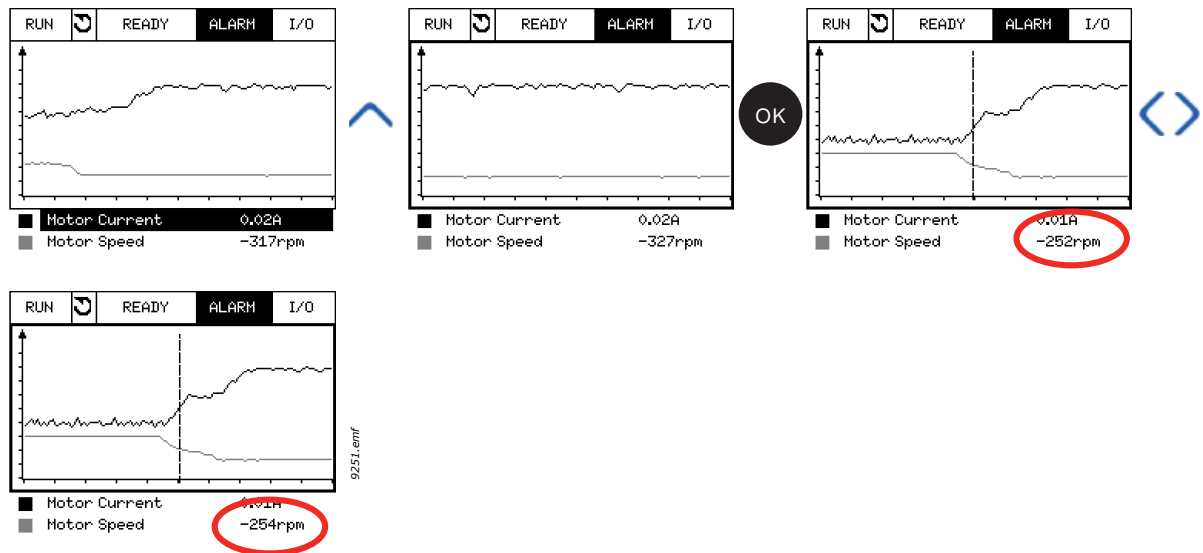 RUN READY ALARM I/O
Motor Current 0.02A
Motor Speed -317rpm
RUN READY ALARM I/O
Motor Current 0.02A
Motor Speed -327rpm
OK
RUN READY ALARM I/O
Motor Current 0.01A
Motor Speed -252rpm
RUN READY ALARM I/O
Motor Current 0.01A
Motor Speed -254rpm
9251.emf